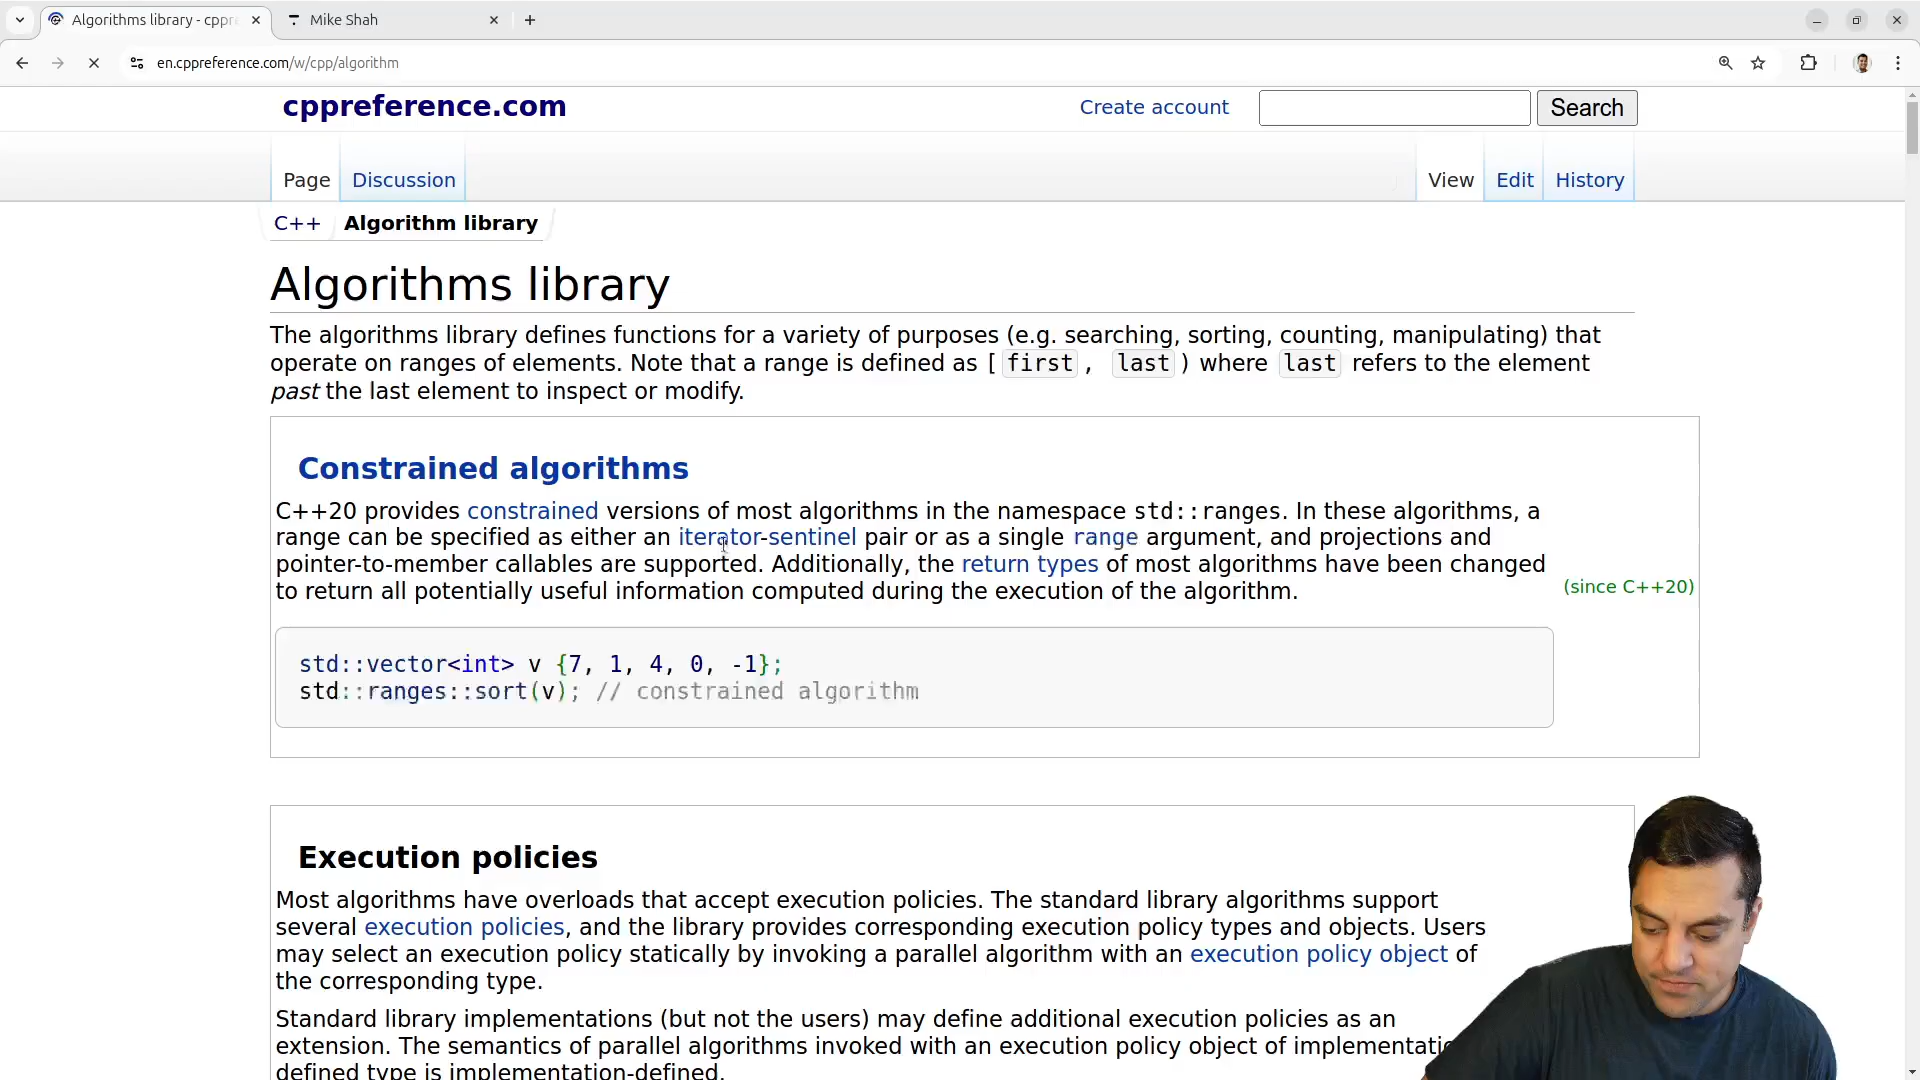 Algorithms library - cppr
Mike Shah
en.cppreference.com/w/cpp/algorithm
cppreference.com
Create account
Search
Page
Discussion
View
Edit
History
C++
Algorithm library
Algorithms library
The algorithms library defines functions for a variety of purposes (e.g. searching, sorting, counting, manipulating) that
operate on ranges of elements. Note that a range is defined as [first, last) where last refers to the element
past the last element to inspect or modify.
Constrained algorithms
C++20 provides constrained versions of most algorithms in the namespace std::ranges. In these algorithms, a
range can be specified as either an iterator-sentinel pair or as a single range argument, and projections and
pointer-to-member callables are supported. Additionally, the return types of most algorithms have been changed
to return all potentially useful information computed during the execution of the algorithm.
(since C++20)
std::vector<int> v {7, 1, 4, 0, -1};
std::ranges::sort(v); // constrained algorithm
Execution policies
Most algorithms have overloads that accept execution policies. The standard library algorithms support
several execution policies, and the library provides corresponding execution policy types and objects. Users
may select an execution policy statically by invoking a parallel algorithm with an execution policy object of
the corresponding type.
Standard library implementations (but not the users) may define additional execution policies as an
extension. The semantics of parallel algorithms invoked with an execution policy object of implementatio
defined type is implementation-defined.